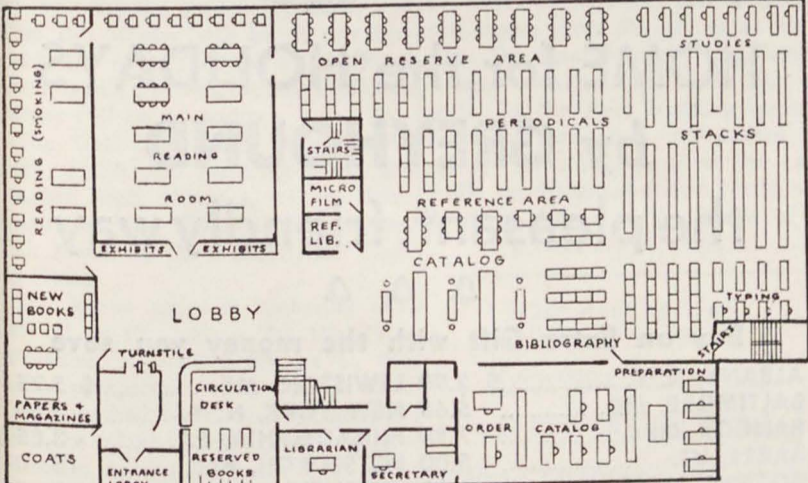 STUDIES
OPEN RESERVE AREA
READING (SMOKING)
MAIN
READING
ROOM
PERIODICALS
STACKS
STAIRS
MICRO
FILM
REF.
LIB.
REFERENCE AREA
EXHIBITS
EXHIBITS
CATALOG
NEW
BOOKS
LOBBY
TYPING
STAIRS
BIBLIOGRAPHY
TURNSTILE
PREPARATION
CIRCULATION
DESK
PAPERS +
MAGAZINES
ORDER
CATALOG
COATS
LIBRARIAN
RESERVED
BOOKS
SECRETARY
ENTRANCE
LOBBY